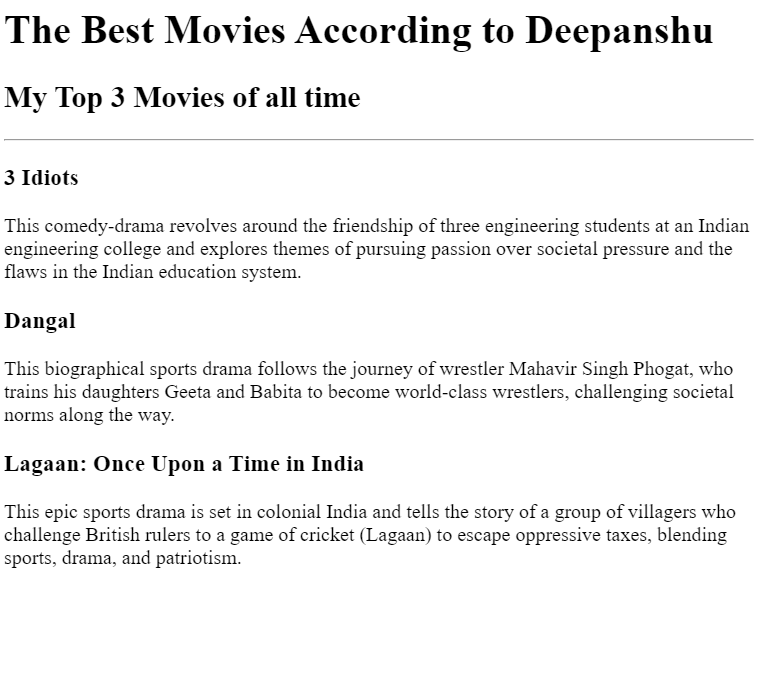 The Best Movies According to Deepanshu
My Top 3 Movies of all time
3 Idiots
This comedy-drama revolves around the friendship of three engineering students at an Indian
engineering college and explores themes of pursuing passion over societal pressure and the
flaws in the Indian education system.
Dangal
This biographical sports drama follows the journey of wrestler Mahavir Singh Phogat, who
trains his daughters Geeta and Babita to become world-class wrestlers, challenging societal
norms along the way.
Lagaan: Once Upon a Time in India
This epic sports drama is set in colonial India and tells the story of a group of villagers who
challenge British rulers to a game of cricket (Lagaan) to escape oppressive taxes, blending
sports, drama, and patriotism.